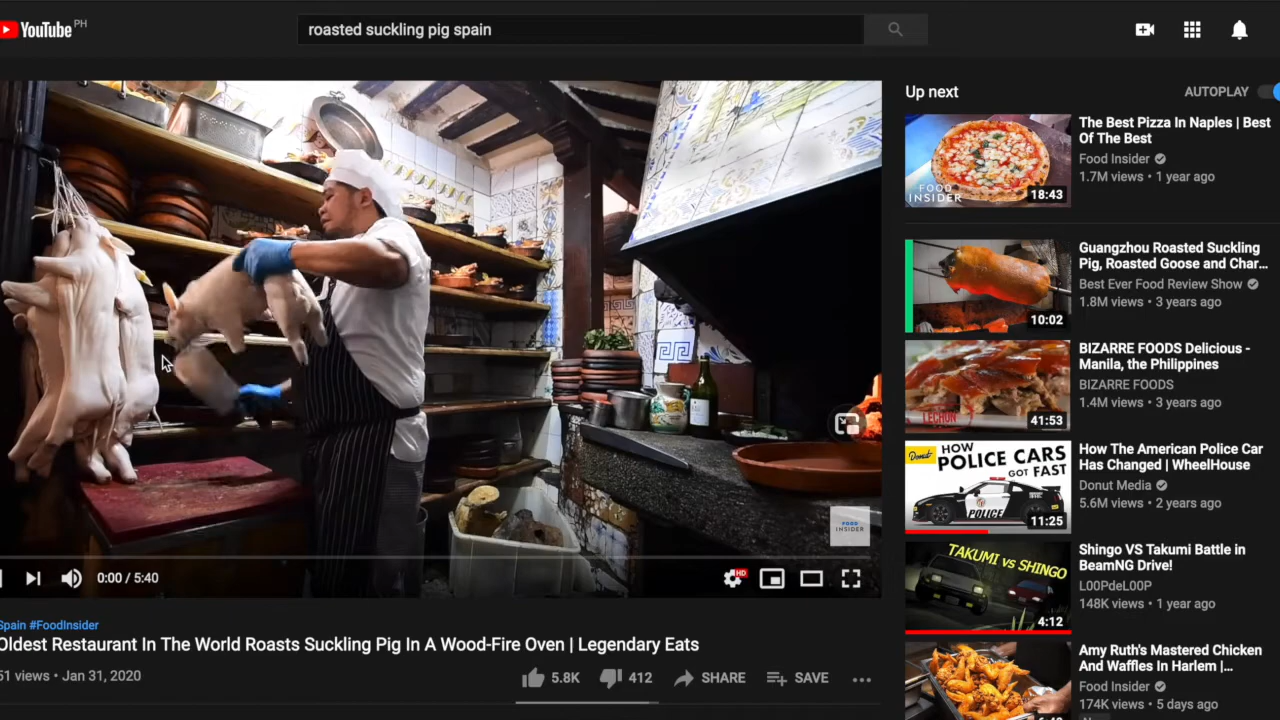 YouTube PH
roasted suckling pig spain
FOOD
INSIDER
0:00 / 5:40
HD
Spain #FoodInsider
Oldest Restaurant In The World Roasts Suckling Pig In A Wood-Fire Oven | Legendary Eats
51 views • Jan 31, 2020
5.8K
412
SHARE
SAVE
Up next
AUTOPLAY
FOOD
INSIDER
18:43
The Best Pizza In Naples | Best
Of The Best
Food Insider
1.7M views • 1 year ago
10:02
Guangzhou Roasted Suckling
Pig, Roasted Goose and Char...
Best Ever Food Review Show
1.8M views • 3 years ago
LECHON
41:53
BIZARRE FOODS Delicious -
Manila, the Philippines
BIZARRE FOODS
1.4M views • 3 years ago
Donut
HOW
POLICE CARS
GOT FAST
POLICE
11:25
How The American Police Car
Has Changed | WheelHouse
Donut Media
5.6M views • 2 years ago
TAKUMI vs SHINGO
4:12
Shingo VS Takumi Battle in
BeamNG Drive!
L00PdeL00P
148K views • 1 year ago
Amy Ruth's Mastered Chicken
And Waffles In Harlem |...
Food Insider
174K views • 5 days ago